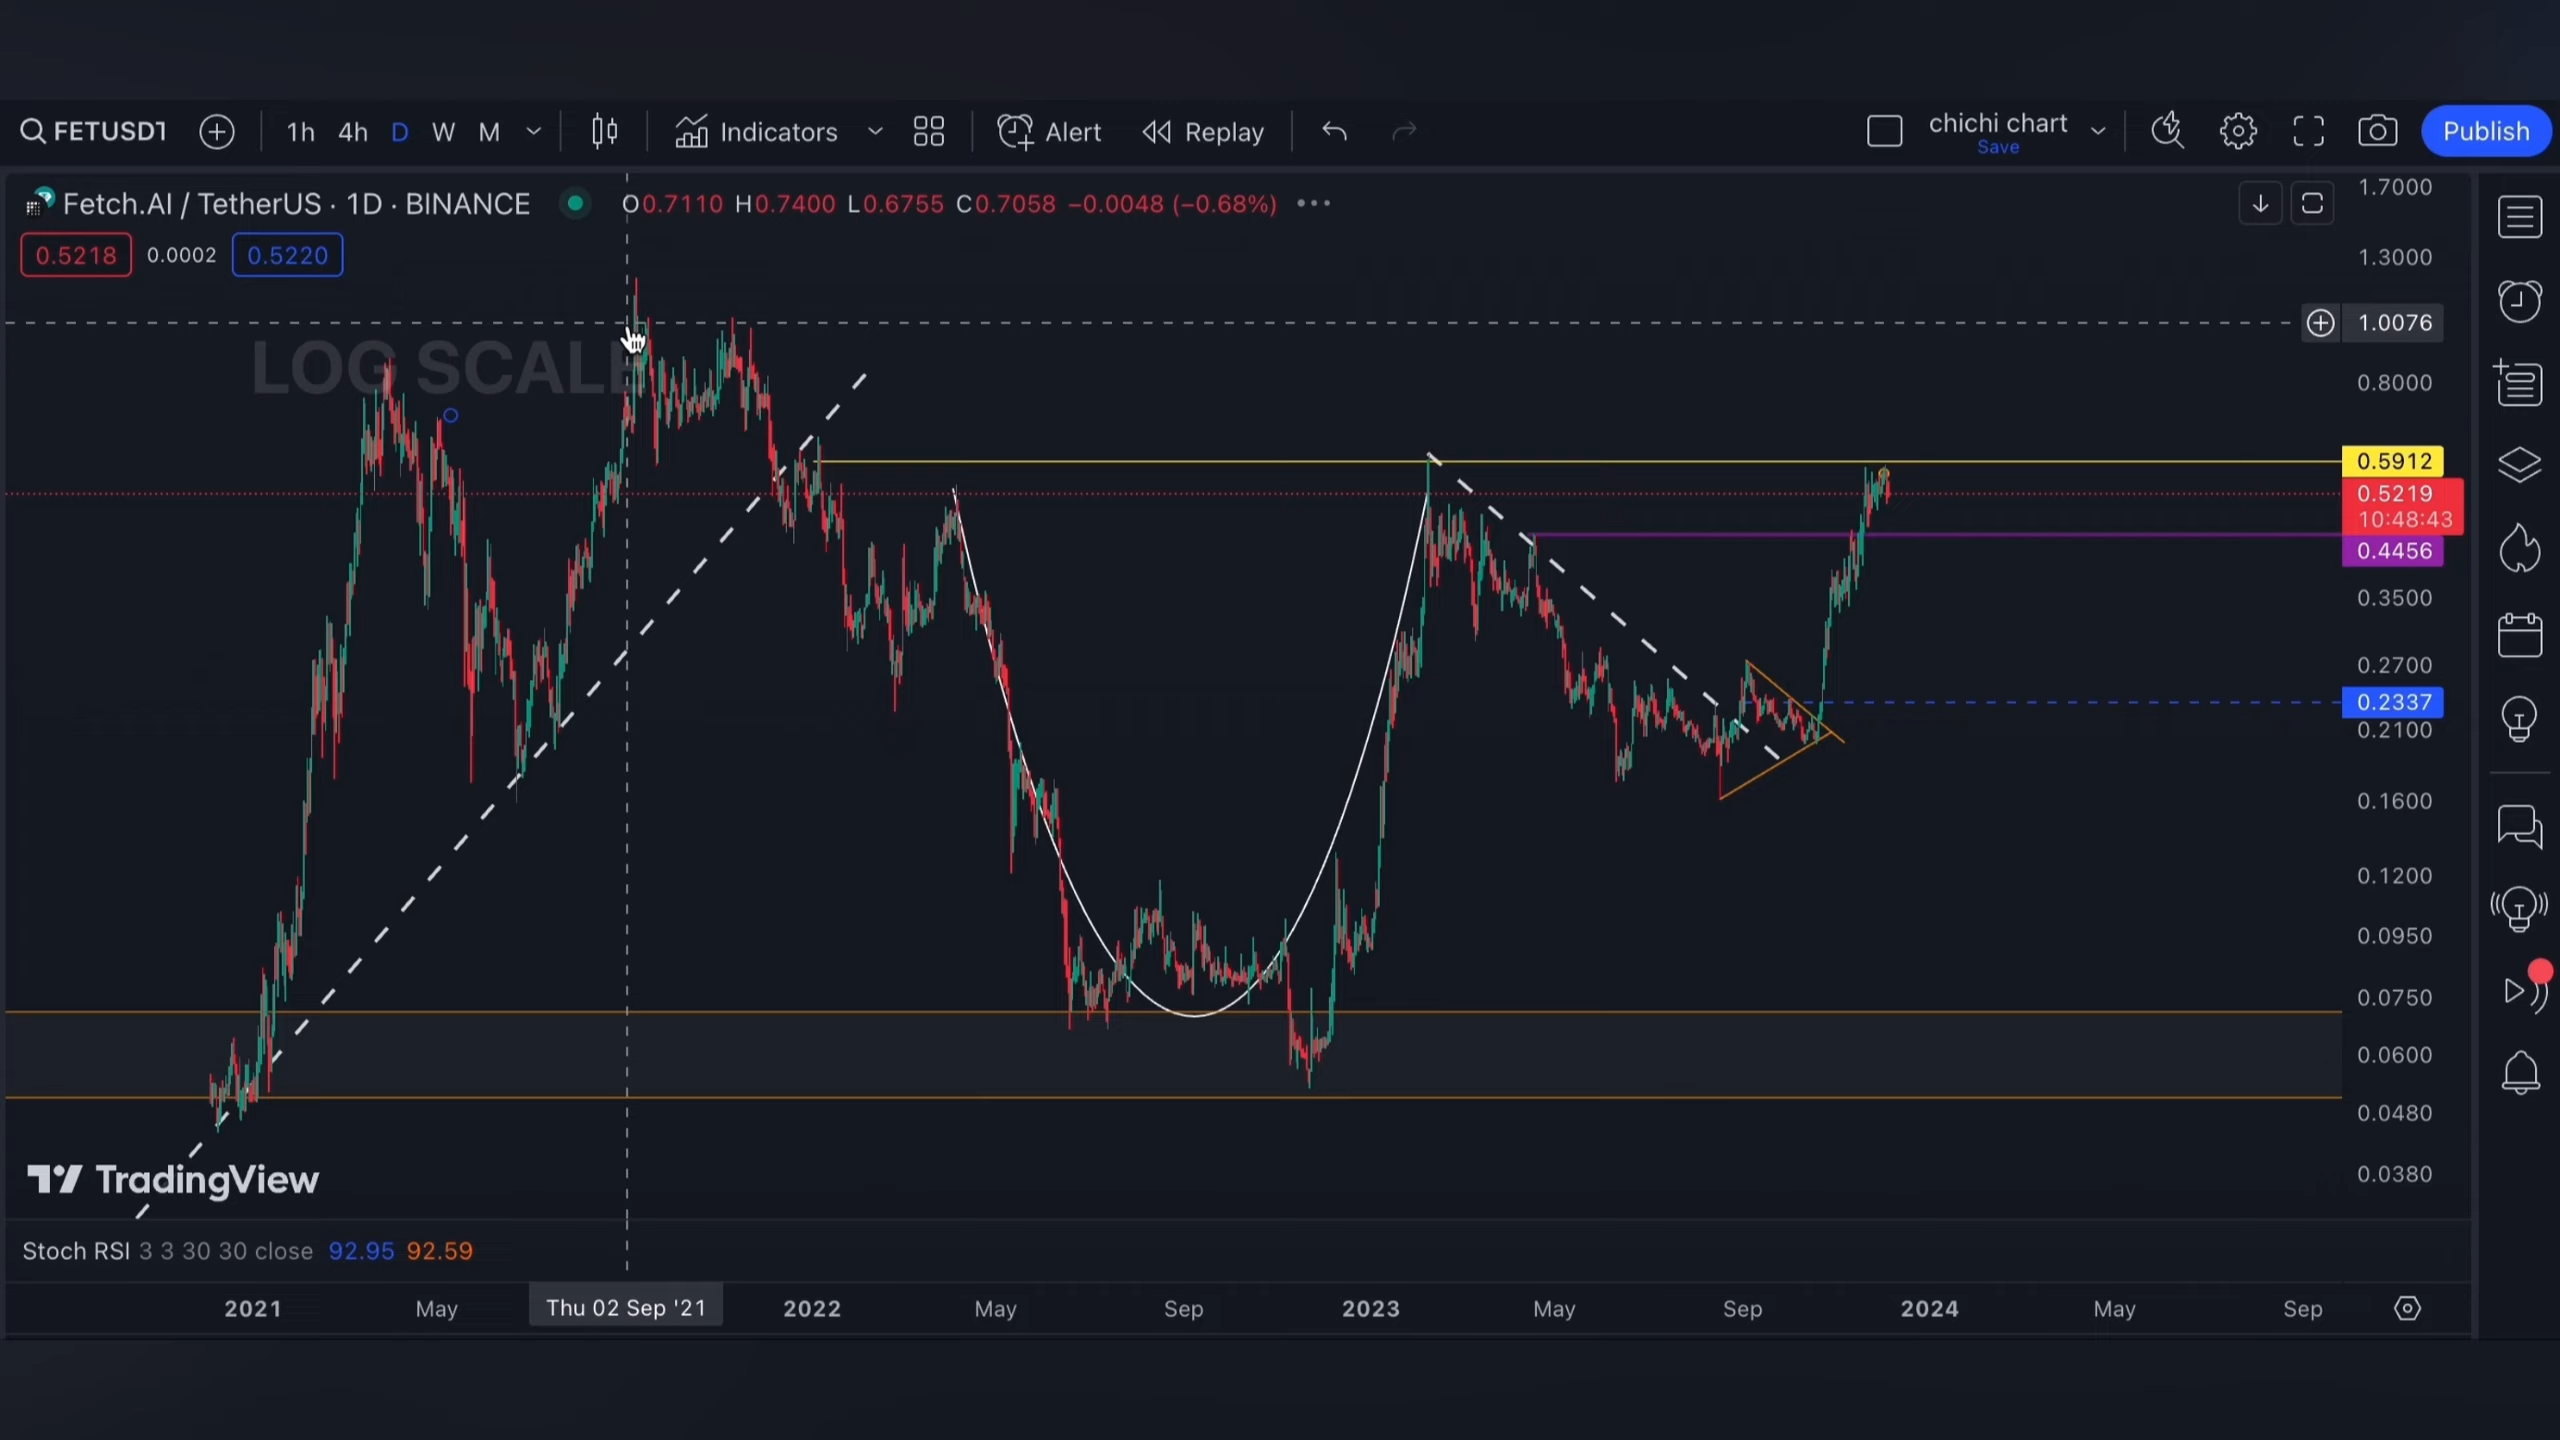 FETUSDT 1h 4h D W M Indicators Alert Replay chichi chart Publish
Save
Fetch.AI / TetherUS · 1D · BINANCE O0.7110 H0.7400 L0.6755 C0.7058 −0.0048 (−0.68%)
0.5218 0.0002 0.5220
LOG SCALE
1.7000
1.3000
1.0076
0.8000
0.5912
0.5219
10:48:43
0.4456
0.3500
0.2700
0.2337
0.2100
0.1600
0.1200
0.0950
0.0750
0.0600
0.0480
0.0380
TradingView
Stoch RSI 3 3 30 30 close 92.95 92.59
2021 May Thu 02 Sep '21 2022 May Sep 2023 May Sep 2024 May Sep